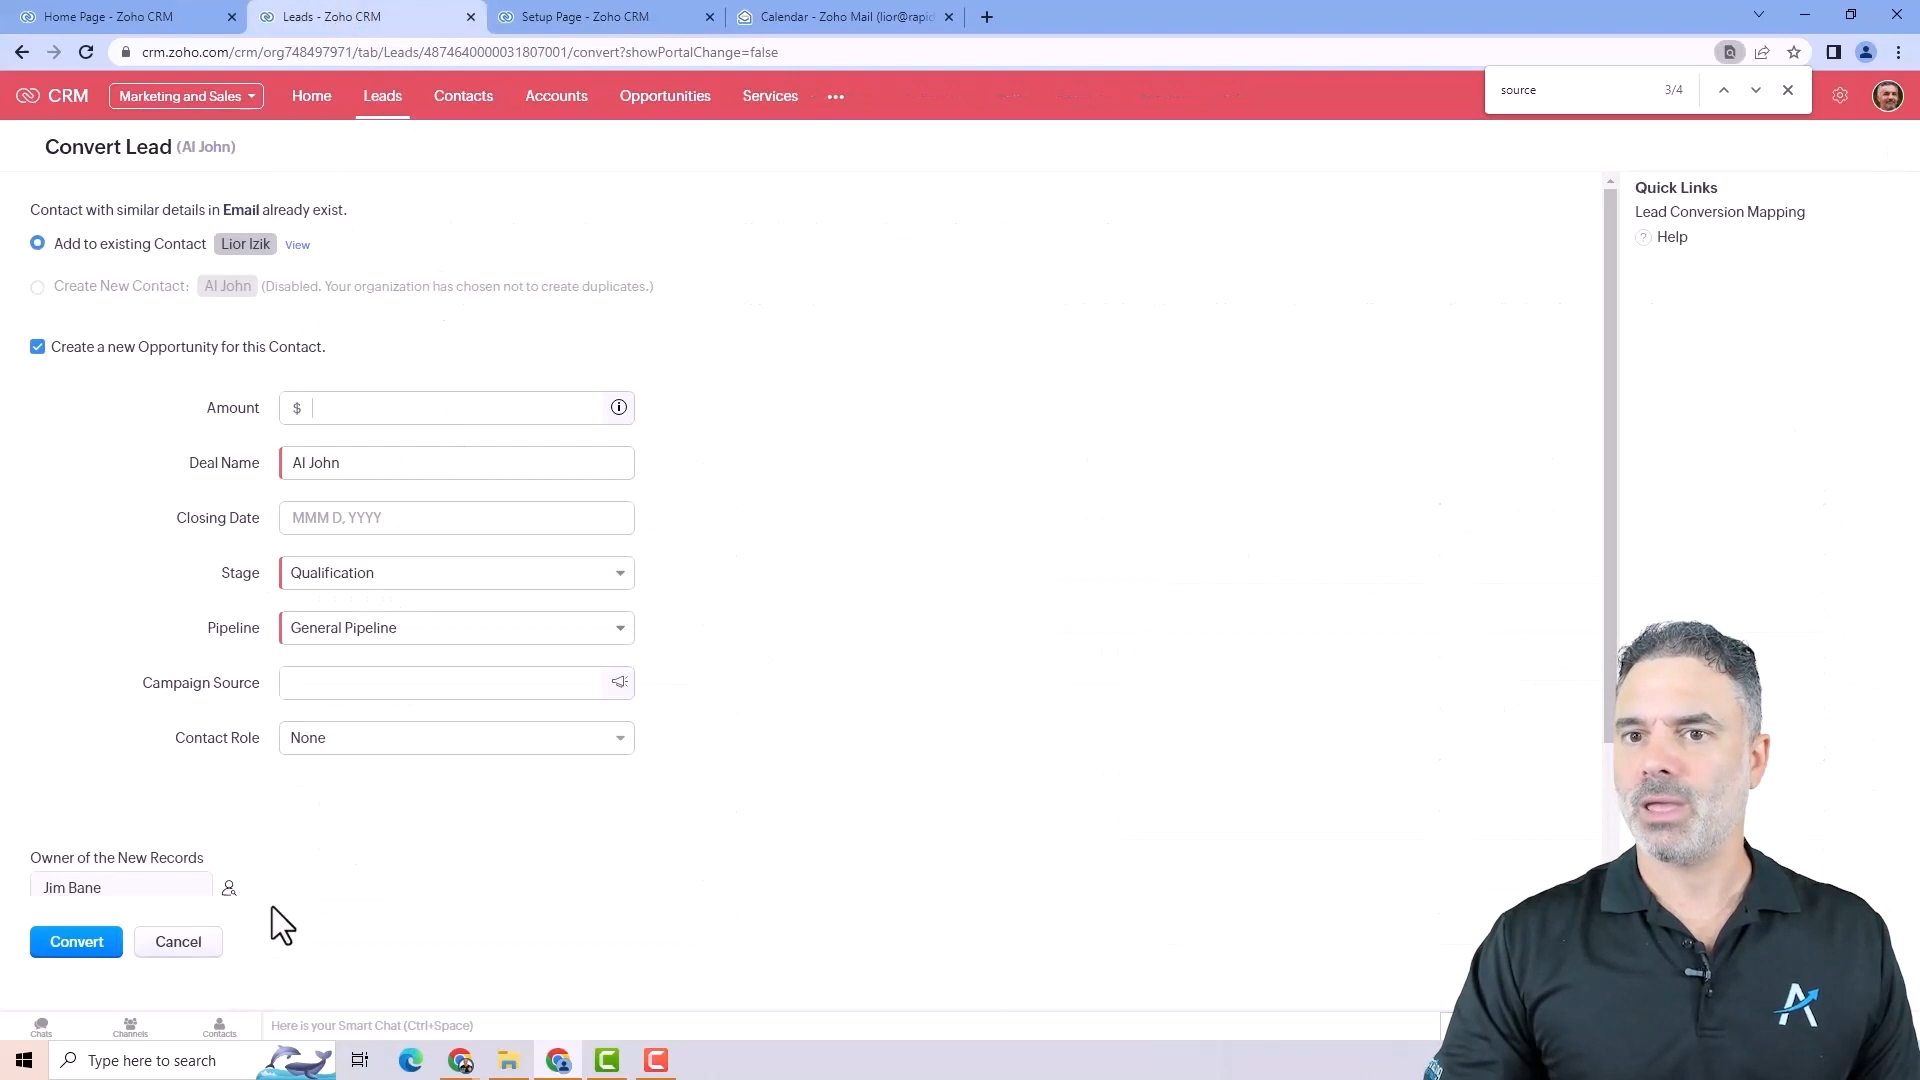 Home Page - Zoho CRM
Leads - Zoho CRM
Setup Page - Zoho CRM
Calendar - Zoho Mail (lior@rapid
crm.zoho.com/crm/org748497971/tab/Leads/4874640000031807001/convert?showPortalChange=false
source 3/4
CRM Marketing and Sales Home Leads Contacts Accounts Opportunities Services
Convert Lead (Al John)
Quick Links
Lead Conversion Mapping
? Help
Contact with similar details in Email already exist.
Add to existing Contact Lior Izik View
Create New Contact: Al John (Disabled. Your organization has chosen not to create duplicates.)
Create a new Opportunity for this Contact.
Amount $
Deal Name Al John
Closing Date MMM D, YYYY
Stage Qualification
Pipeline General Pipeline
Campaign Source
Contact Role None
Owner of the New Records
Jim Bane
Convert Cancel
Chats Channels Contacts Here is your Smart Chat (Ctrl+Space)
Type here to search